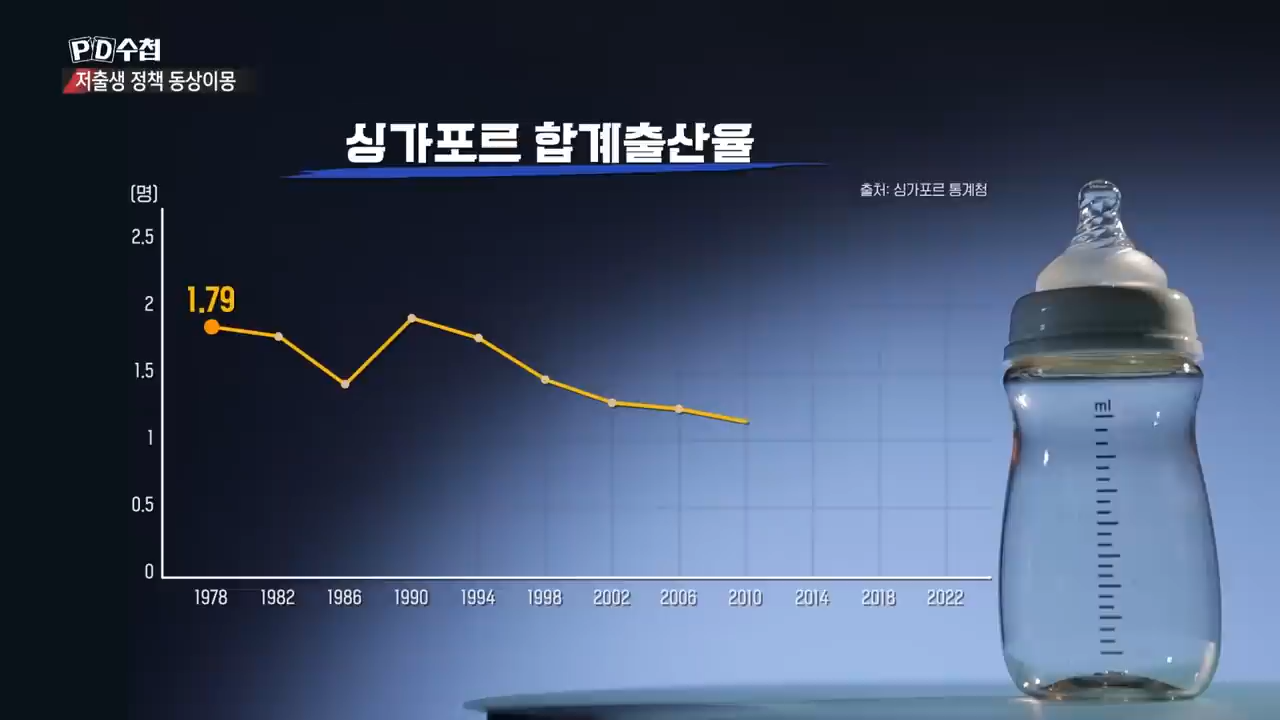 PD수첩
저출생 정책 동상이몽
싱가포르 합계출산율
(명)
출처: 싱가포르 통계청
2.5
2
1.5
1
0.5
0
1.79
1978 1982 1986 1990 1994 1998 2002 2006 2010 2014 2018 2022
ml